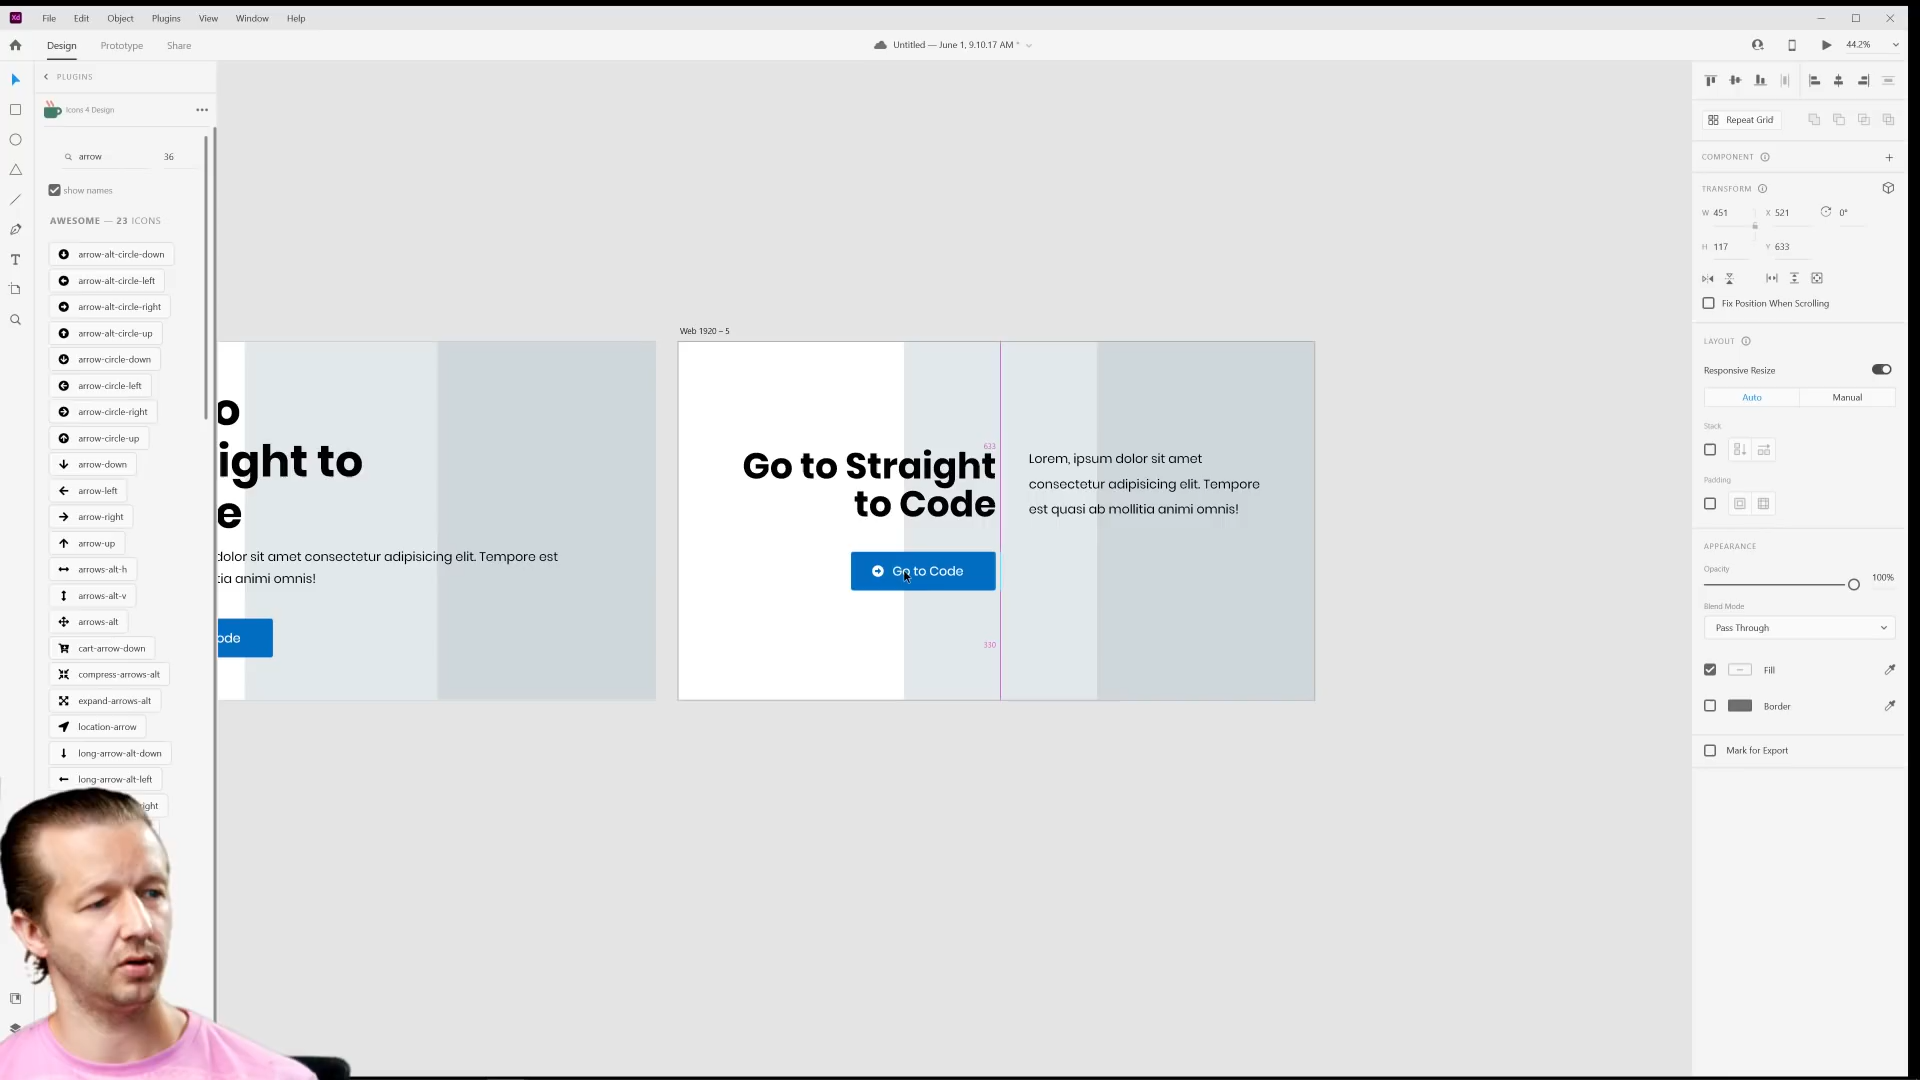 Xd
File Edit Object Plugins View Window Help
Design Prototype Share
Untitled — June 1, 9.10.17 AM *
44.2%
PLUGINS
Icons 4 Design
arrow 36
show names
AWESOME — 23 ICONS
arrow-alt-circle-down
arrow-alt-circle-left
arrow-alt-circle-right
arrow-alt-circle-up
arrow-circle-down
arrow-circle-left
arrow-circle-right
arrow-circle-up
arrow-down
arrow-left
arrow-right
arrow-up
arrows-alt-h
arrows-alt-v
arrows-alt
cart-arrow-down
compress-arrows-alt
expand-arrows-alt
location-arrow
long-arrow-alt-down
long-arrow-alt-left
ight
o
ight to
e
dolor sit amet consectetur adipisicing elit. Tempore est
tia animi omnis!
ode
Web 1920 – 5
633
Go to Straight
to Code
Go to Code
330
Lorem, ipsum dolor sit amet
consectetur adipisicing elit. Tempore
est quasi ab mollitia animi omnis!
Repeat Grid
COMPONENT
TRANSFORM
W 451 X 521 0°
H 117 Y 633
Fix Position When Scrolling
LAYOUT
Responsive Resize
Auto Manual
Stack
Padding
APPEARANCE
Opacity
100%
Blend Mode
Pass Through
Fill
Border
Mark for Export